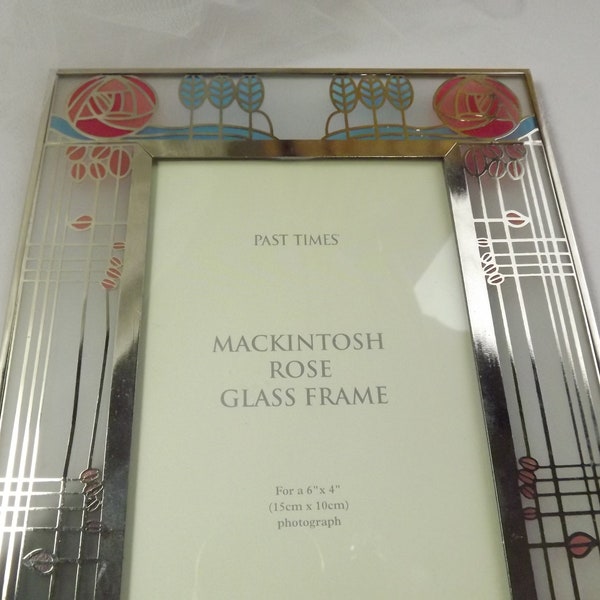 PAST TIMES
MACKINTOSH
ROSE
GLASS FRAME
For a 6"x 4"
(15cm x 10cm)
photograph